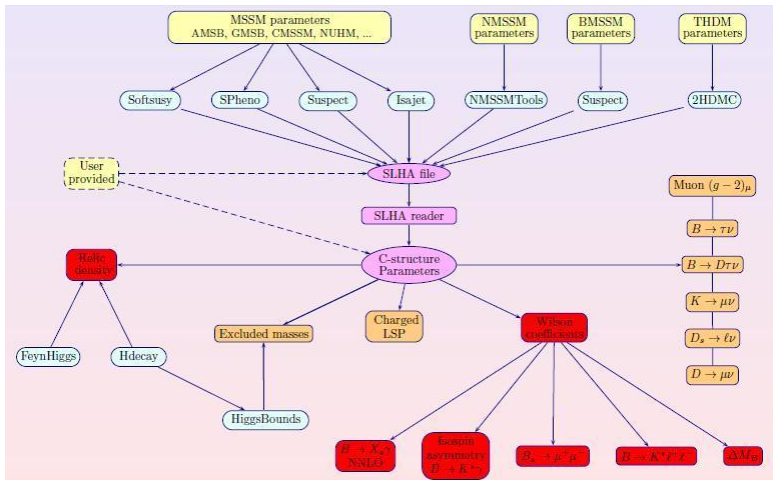 MSSM parameters
AMSB, GMSB, CMSSM, NUHM, ...
NMSSM
parameters
BMSSM
parameters
THDM
parameters
Softsusy
SPheno
Suspect
Isajet
NMSSMTools
Suspect
2HDMC
User
provided
SLHA file
Muon (g − 2)μ
SLHA reader
B → τν
Relic
density
C-structure
Parameters
B → Dτν
K → μν
Excluded masses
Charged
LSP
Wilson
coefficients
Ds → ℓν
FeynHiggs
Hdecay
D → μν
HiggsBounds
B → Xsγ
NNLO
Isospin
asymmetry
B → K*γ
Bs → μ⁺μ⁻
B → K*ℓ⁺ℓ⁻